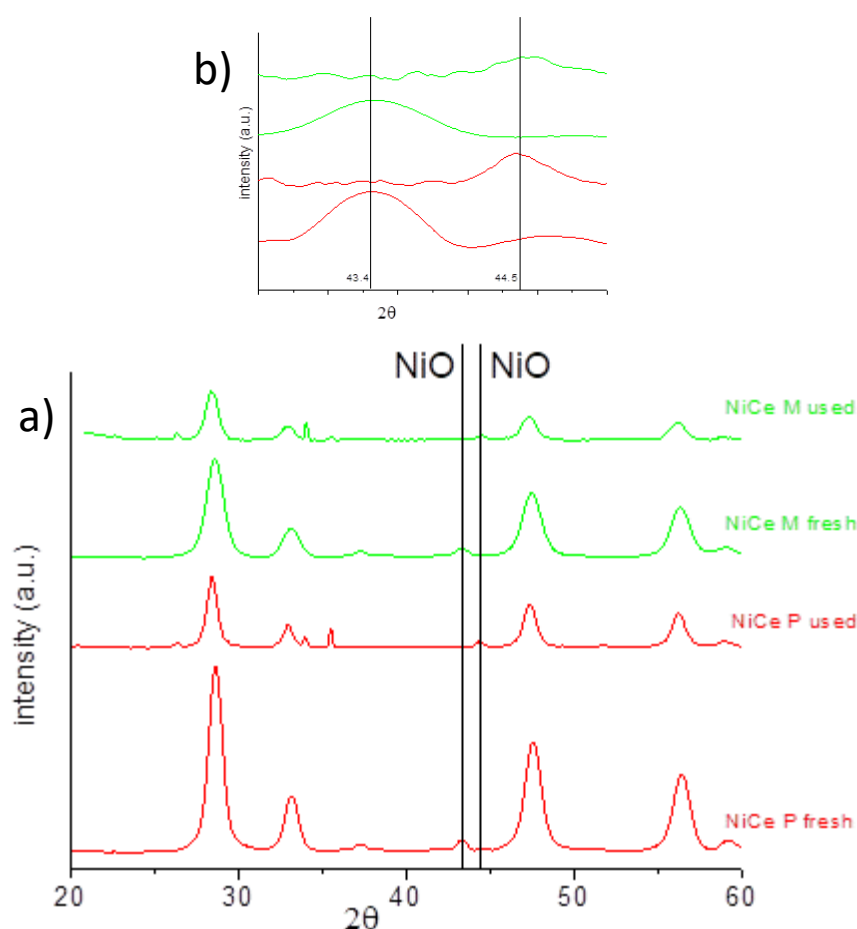 b)
intensity (a.u.)
43.4
44.5
2θ
a)
NiO
NiO
NiCe M used
NiCe M fresh
NiCe P used
NiCe P fresh
intensity (a.u.)
20
30
40
50
60
2θ